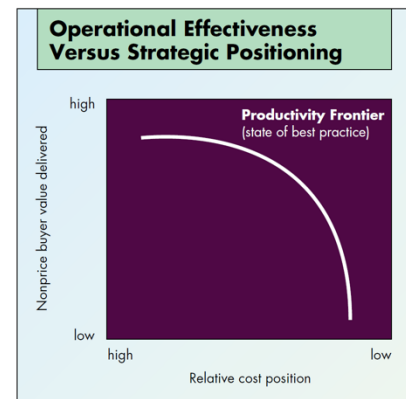 Operational Effectiveness
Versus Strategic Positioning
high
Productivity Frontier
(state of best practice)
Nonprice buyer value delivered
low
high
low
Relative cost position